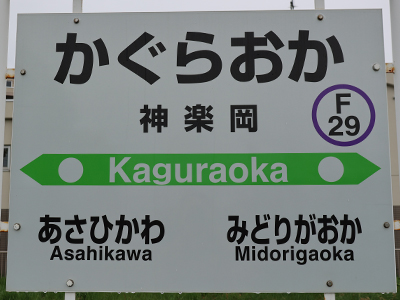 かぐらおか
神楽岡
F
29
Kaguraoka
あさひかわ
Asahikawa
みどりがおか
Midorigaoka